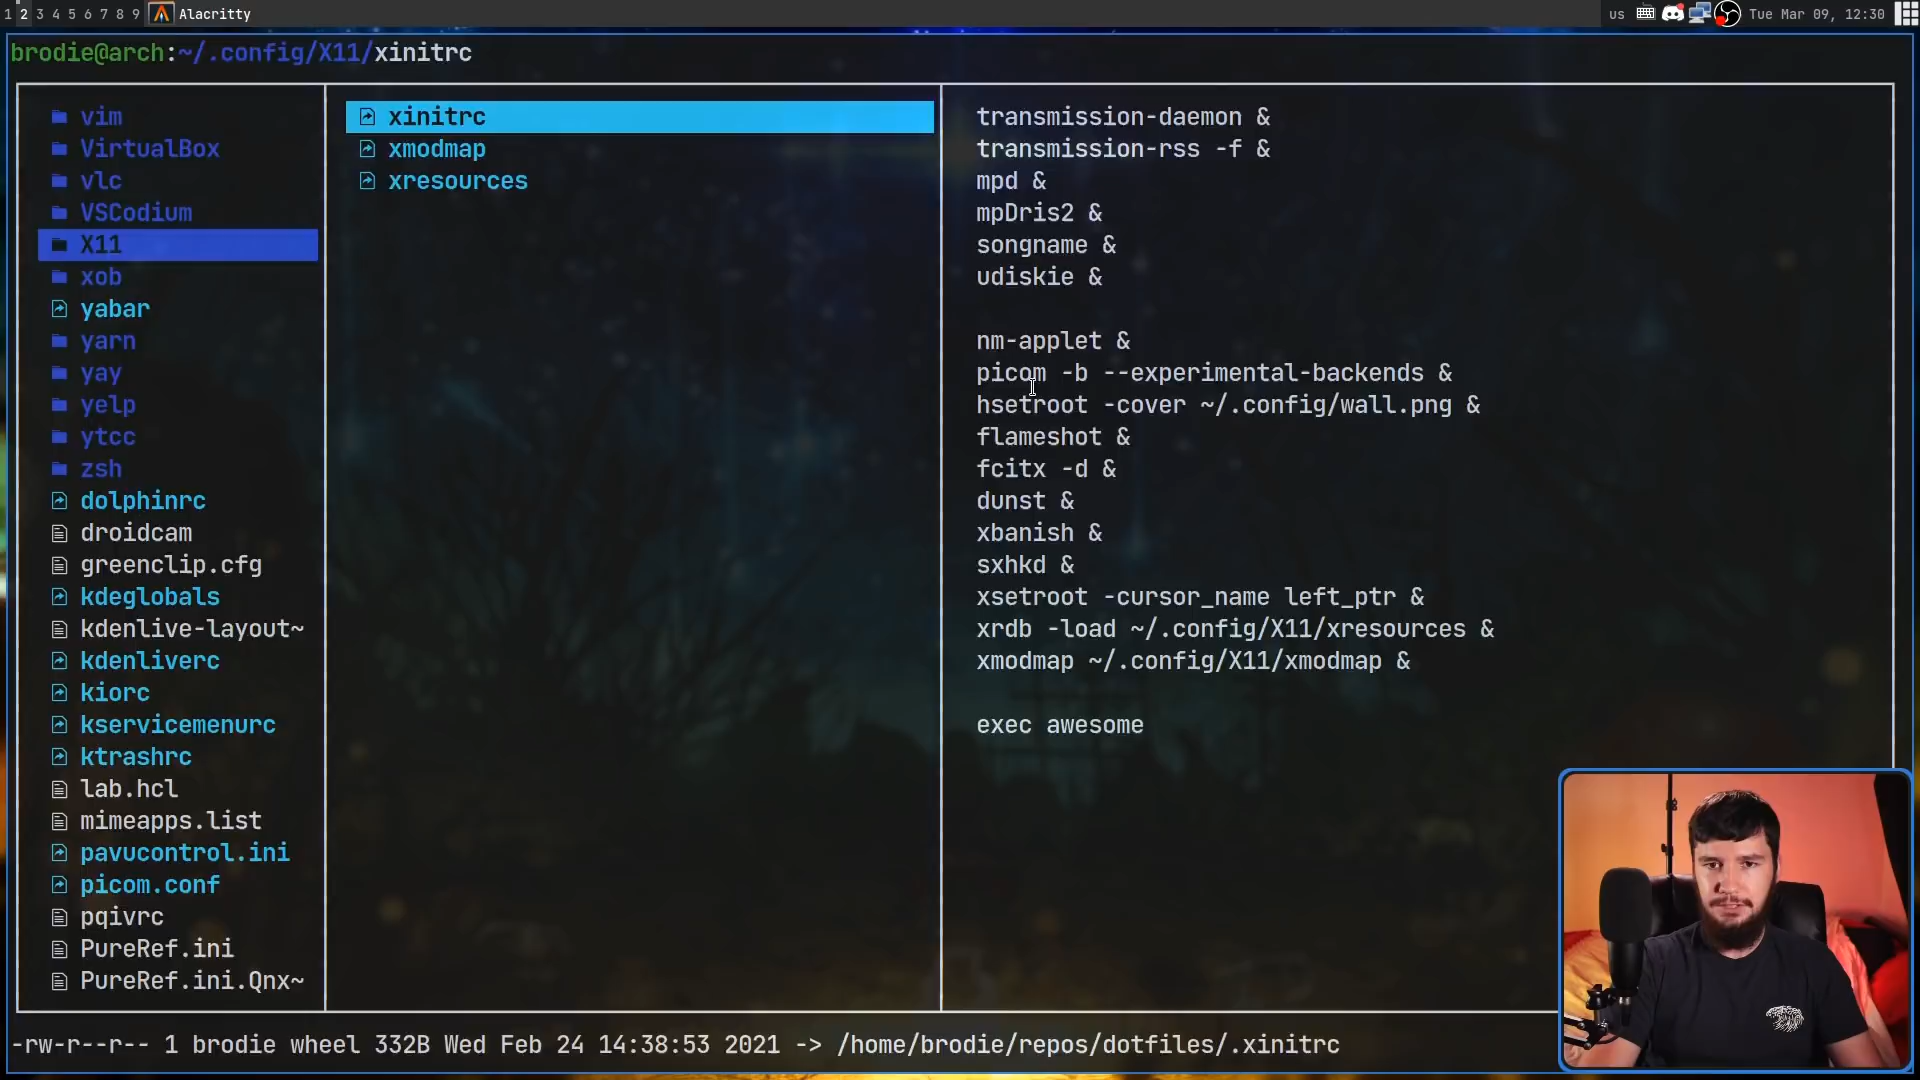 1 2 3 4 5 6 7 8 9 Alacritty us Tue Mar 09, 12:30
brodie@arch:~/.config/X11/xinitrc
vim
VirtualBox
vlc
VSCodium
X11
xob
yabar
yarn
yay
yelp
ytcc
zsh
dolphinrc
droidcam
greenclip.cfg
kdeglobals
kdenlive-layout~
kdenliverc
kiorc
kservicemenurc
ktrashrc
lab.hcl
mimeapps.list
pavucontrol.ini
picom.conf
pqivrc
PureRef.ini
PureRef.ini.Qnx~
xinitrc
xmodmap
xresources
transmission-daemon &
transmission-rss -f &
mpd &
mpDris2 &
songname &
udiskie &
nm-applet &
picom -b --experimental-backends &
hsetroot -cover ~/.config/wall.png &
flameshot &
fcitx -d &
dunst &
xbanish &
sxhkd &
xsetroot -cursor_name left_ptr &
xrdb -load ~/.config/X11/xresources &
xmodmap ~/.config/X11/xmodmap &
exec awesome
-rw-r--r-- 1 brodie wheel 332B Wed Feb 24 14:38:53 2021 -> /home/brodie/repos/dotfiles/.xinitrc